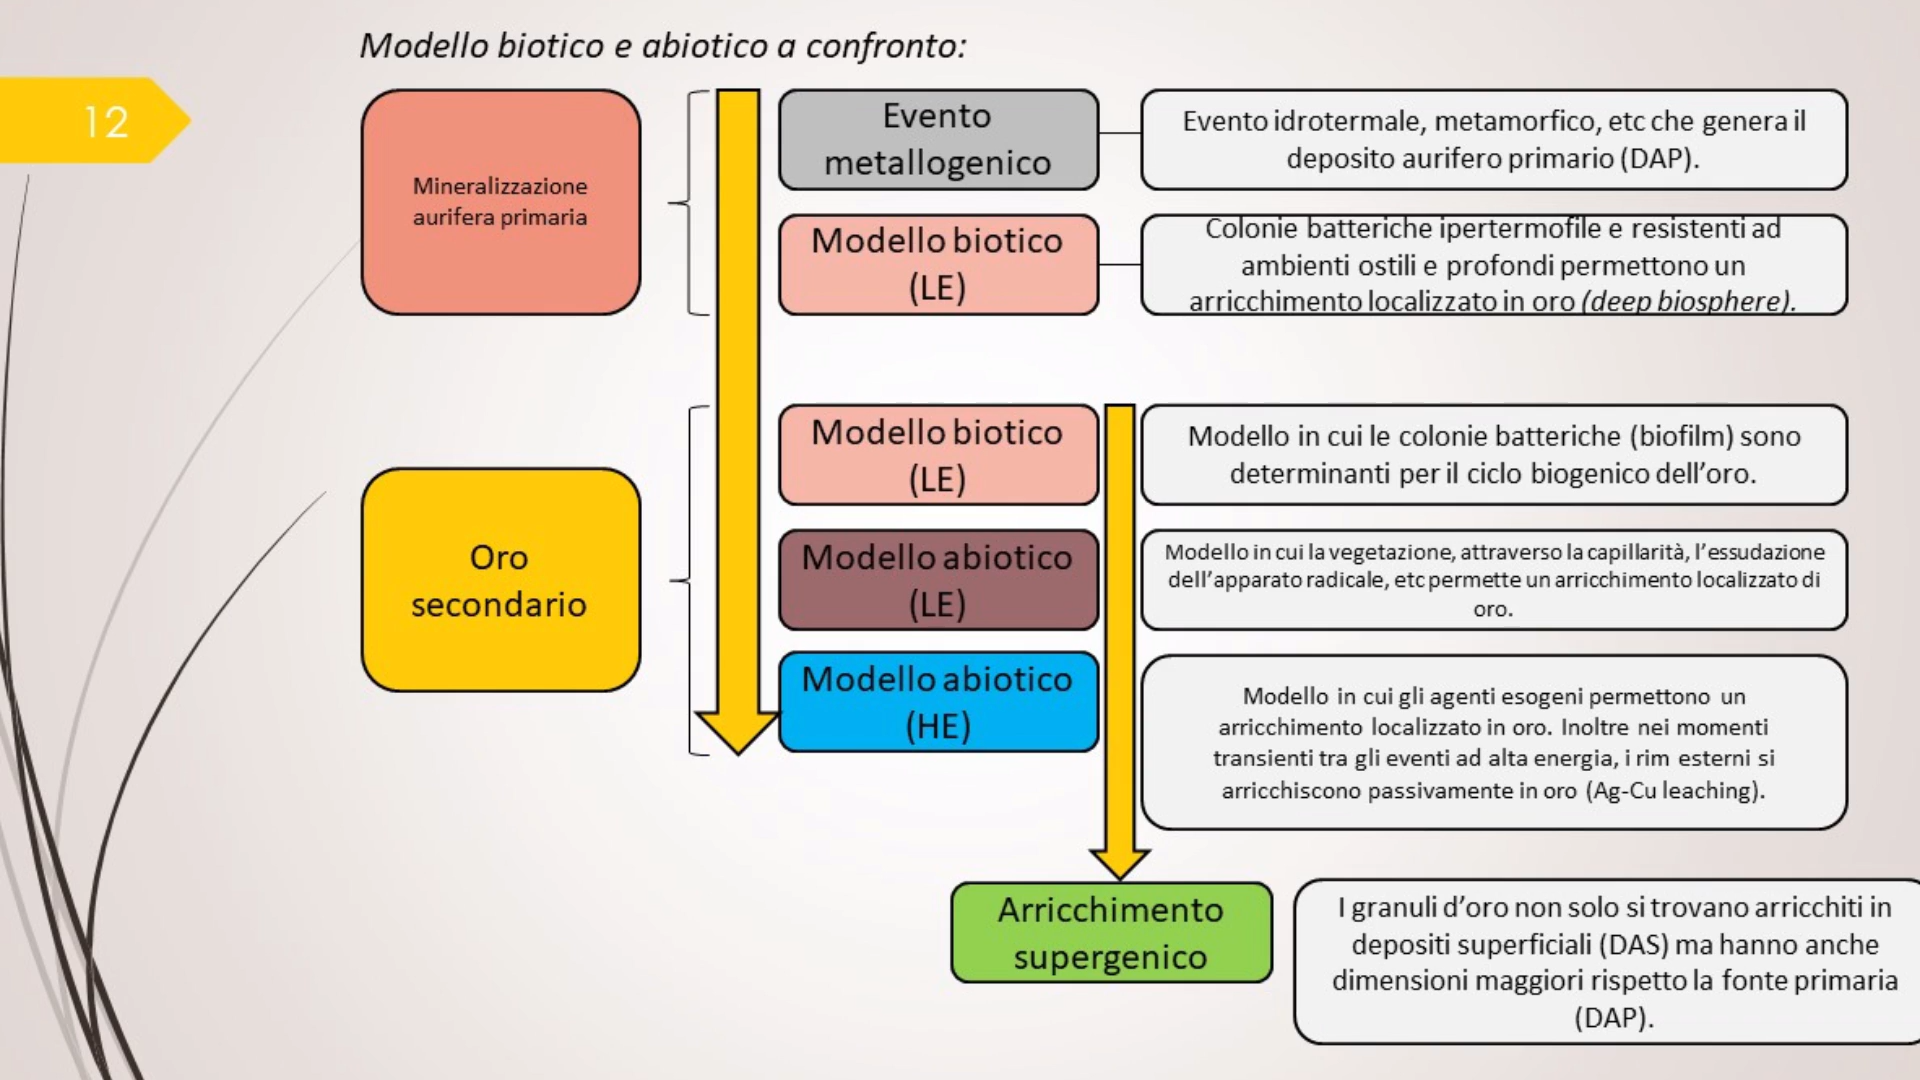 Modello biotico e abiotico a confronto:
12
Mineralizzazione
aurifera primaria
Evento
metallogenico
Evento idrotermale, metamorfico, etc che genera il
deposito aurifero primario (DAP).
Modello biotico
(LE)
Colonie batteriche ipertermofile e resistenti ad
ambienti ostili e profondi permettono un
arricchimento localizzato in oro (deep biosphere).
Oro
secondario
Modello biotico
(LE)
Modello in cui le colonie batteriche (biofilm) sono
determinanti per il ciclo biogenico dell’oro.
Modello abiotico
(LE)
Modello in cui la vegetazione, attraverso la capillarità, l’essudazione
dell’apparato radicale, etc permette un arricchimento localizzato di
oro.
Modello abiotico
(HE)
Modello in cui gli agenti esogeni permettono un
arricchimento localizzato in oro. Inoltre nei momenti
transienti tra gli eventi ad alta energia, i rim esterni si
arricchiscono passivamente in oro (Ag-Cu leaching).
Arricchimento
supergenico
I granuli d’oro non solo si trovano arricchiti in
depositi superficiali (DAS) ma hanno anche
dimensioni maggiori rispetto la fonte primaria
(DAP).